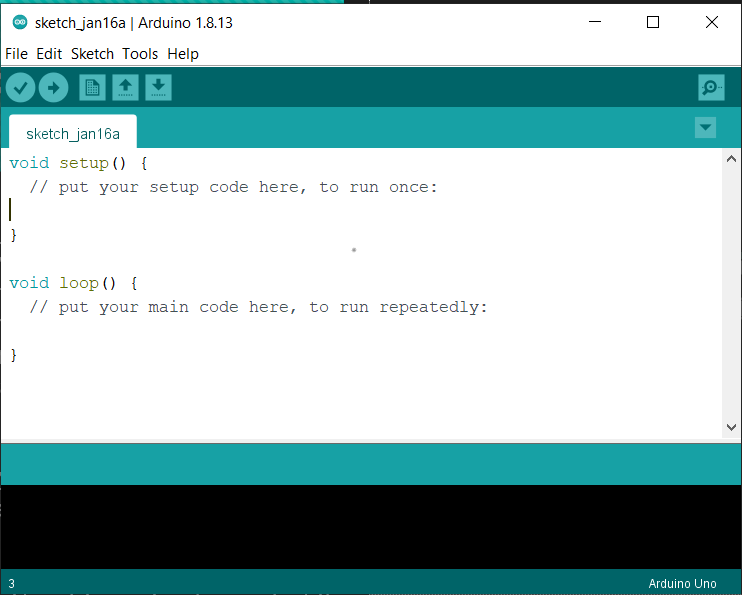 sketch_jan16a | Arduino 1.8.13
File Edit Sketch Tools Help
sketch_jan16a
void setup() {
  // put your setup code here, to run once:

}

void loop() {
  // put your main code here, to run repeatedly:

}
3
Arduino Uno